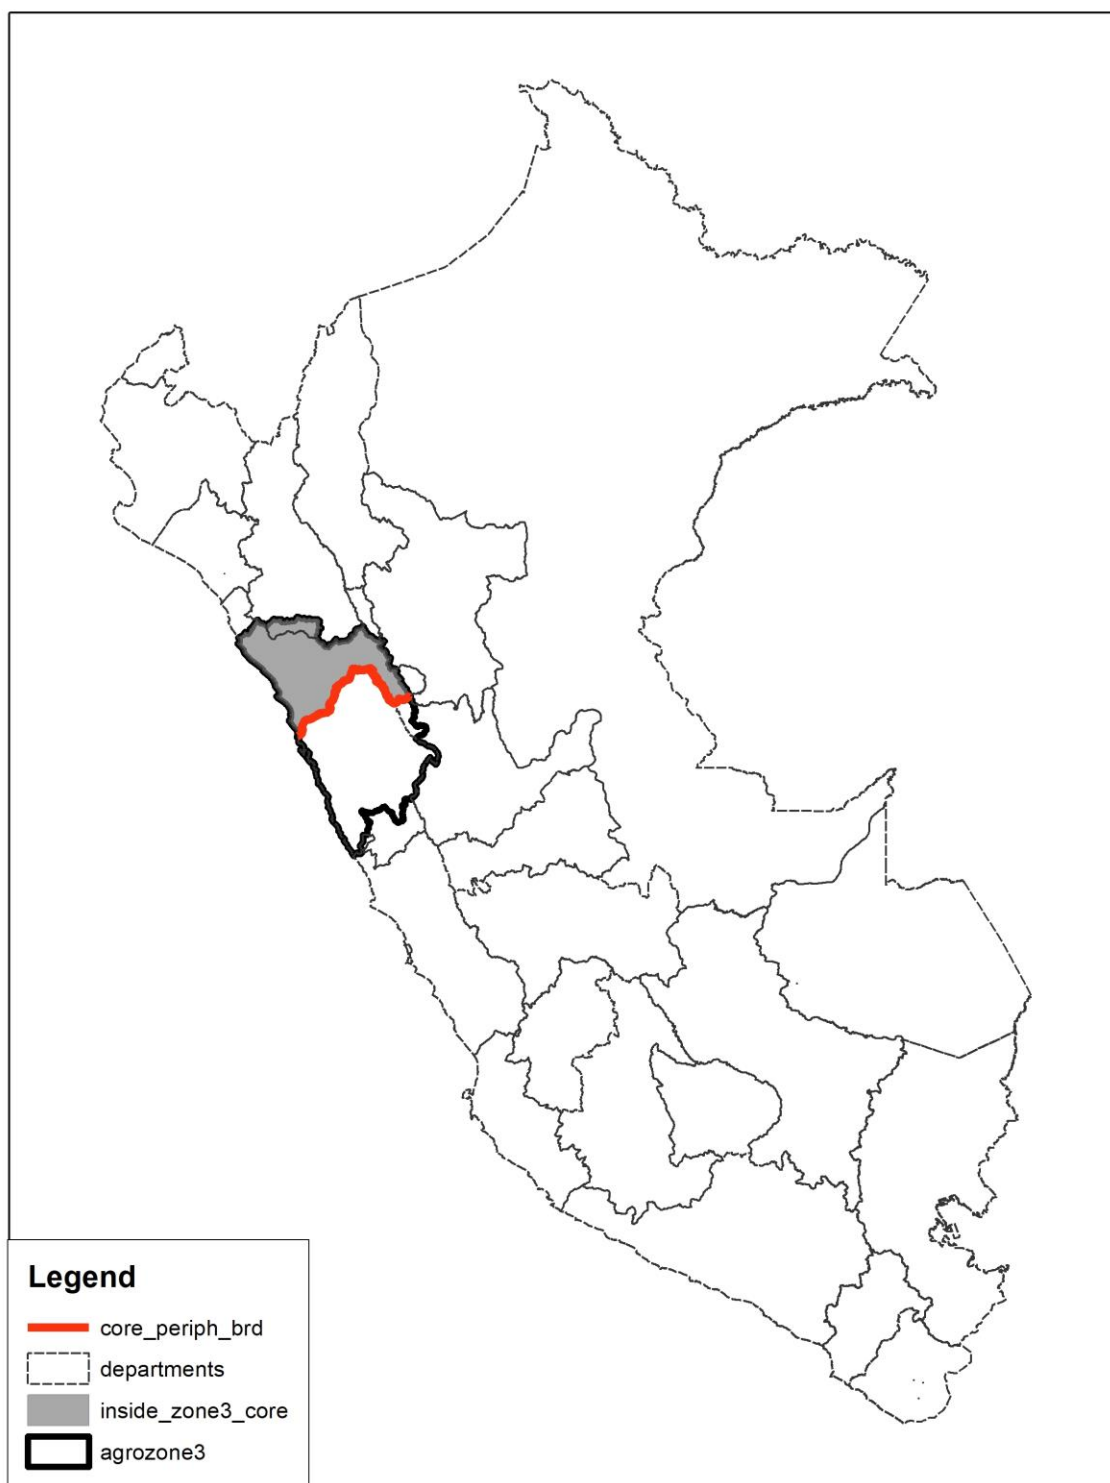 Legend
core_periph_brd
departments
inside_zone3_core
agrozone3